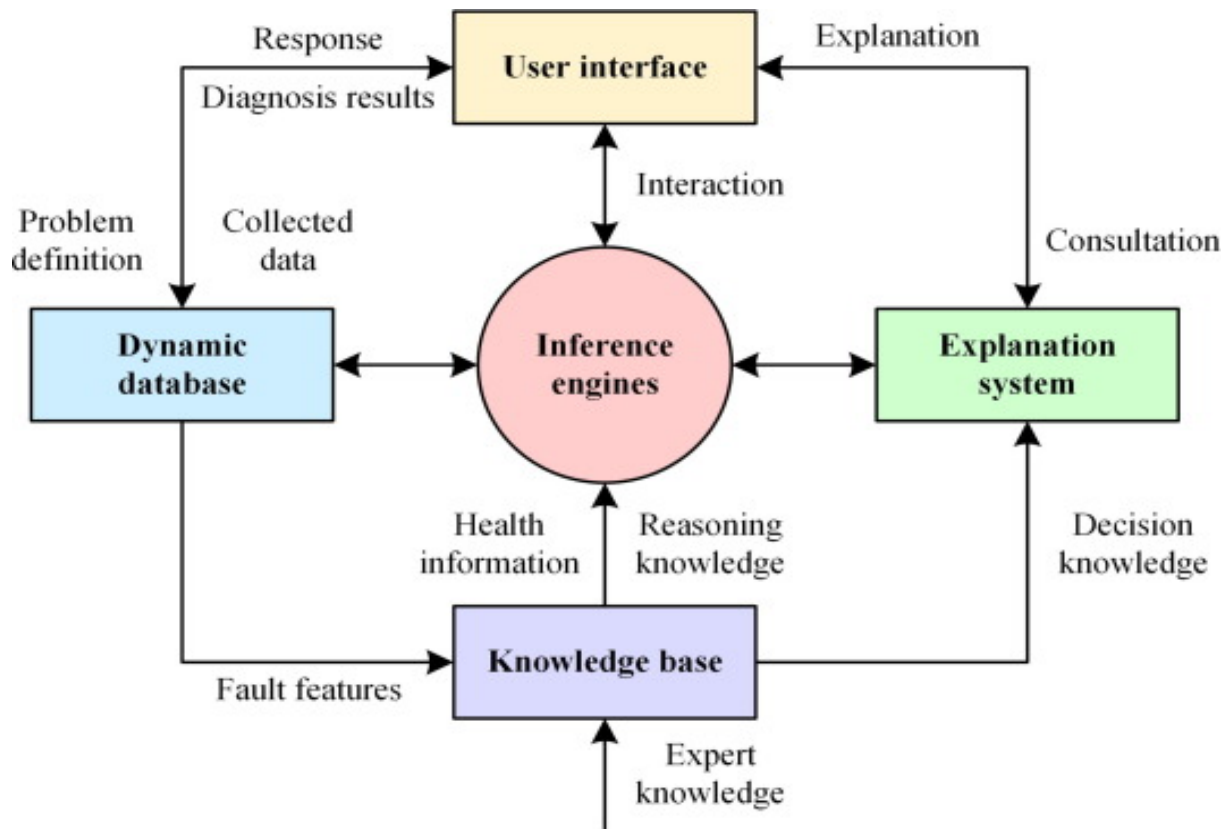 Response
User interface
Explanation
Diagnosis results
Interaction
Problem
definition
Collected
data
Consultation
Dynamic
database
Inference
engines
Explanation
system
Health
information
Reasoning
knowledge
Decision
knowledge
Knowledge base
Fault features
Expert
knowledge